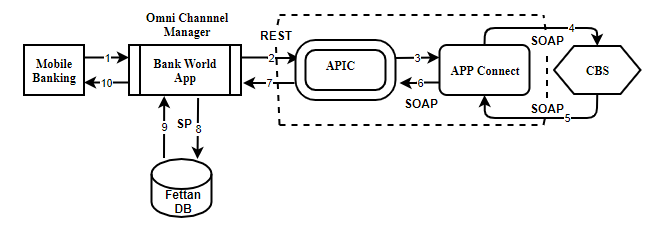 Omni Channnel
Manager
REST
4
SOAP
Mobile
Banking
1
10
Bank World
App
2
7
APIC
3
6
SOAP
APP Connect
CBS
SOAP
5
9
SP
8
Fettan
DB